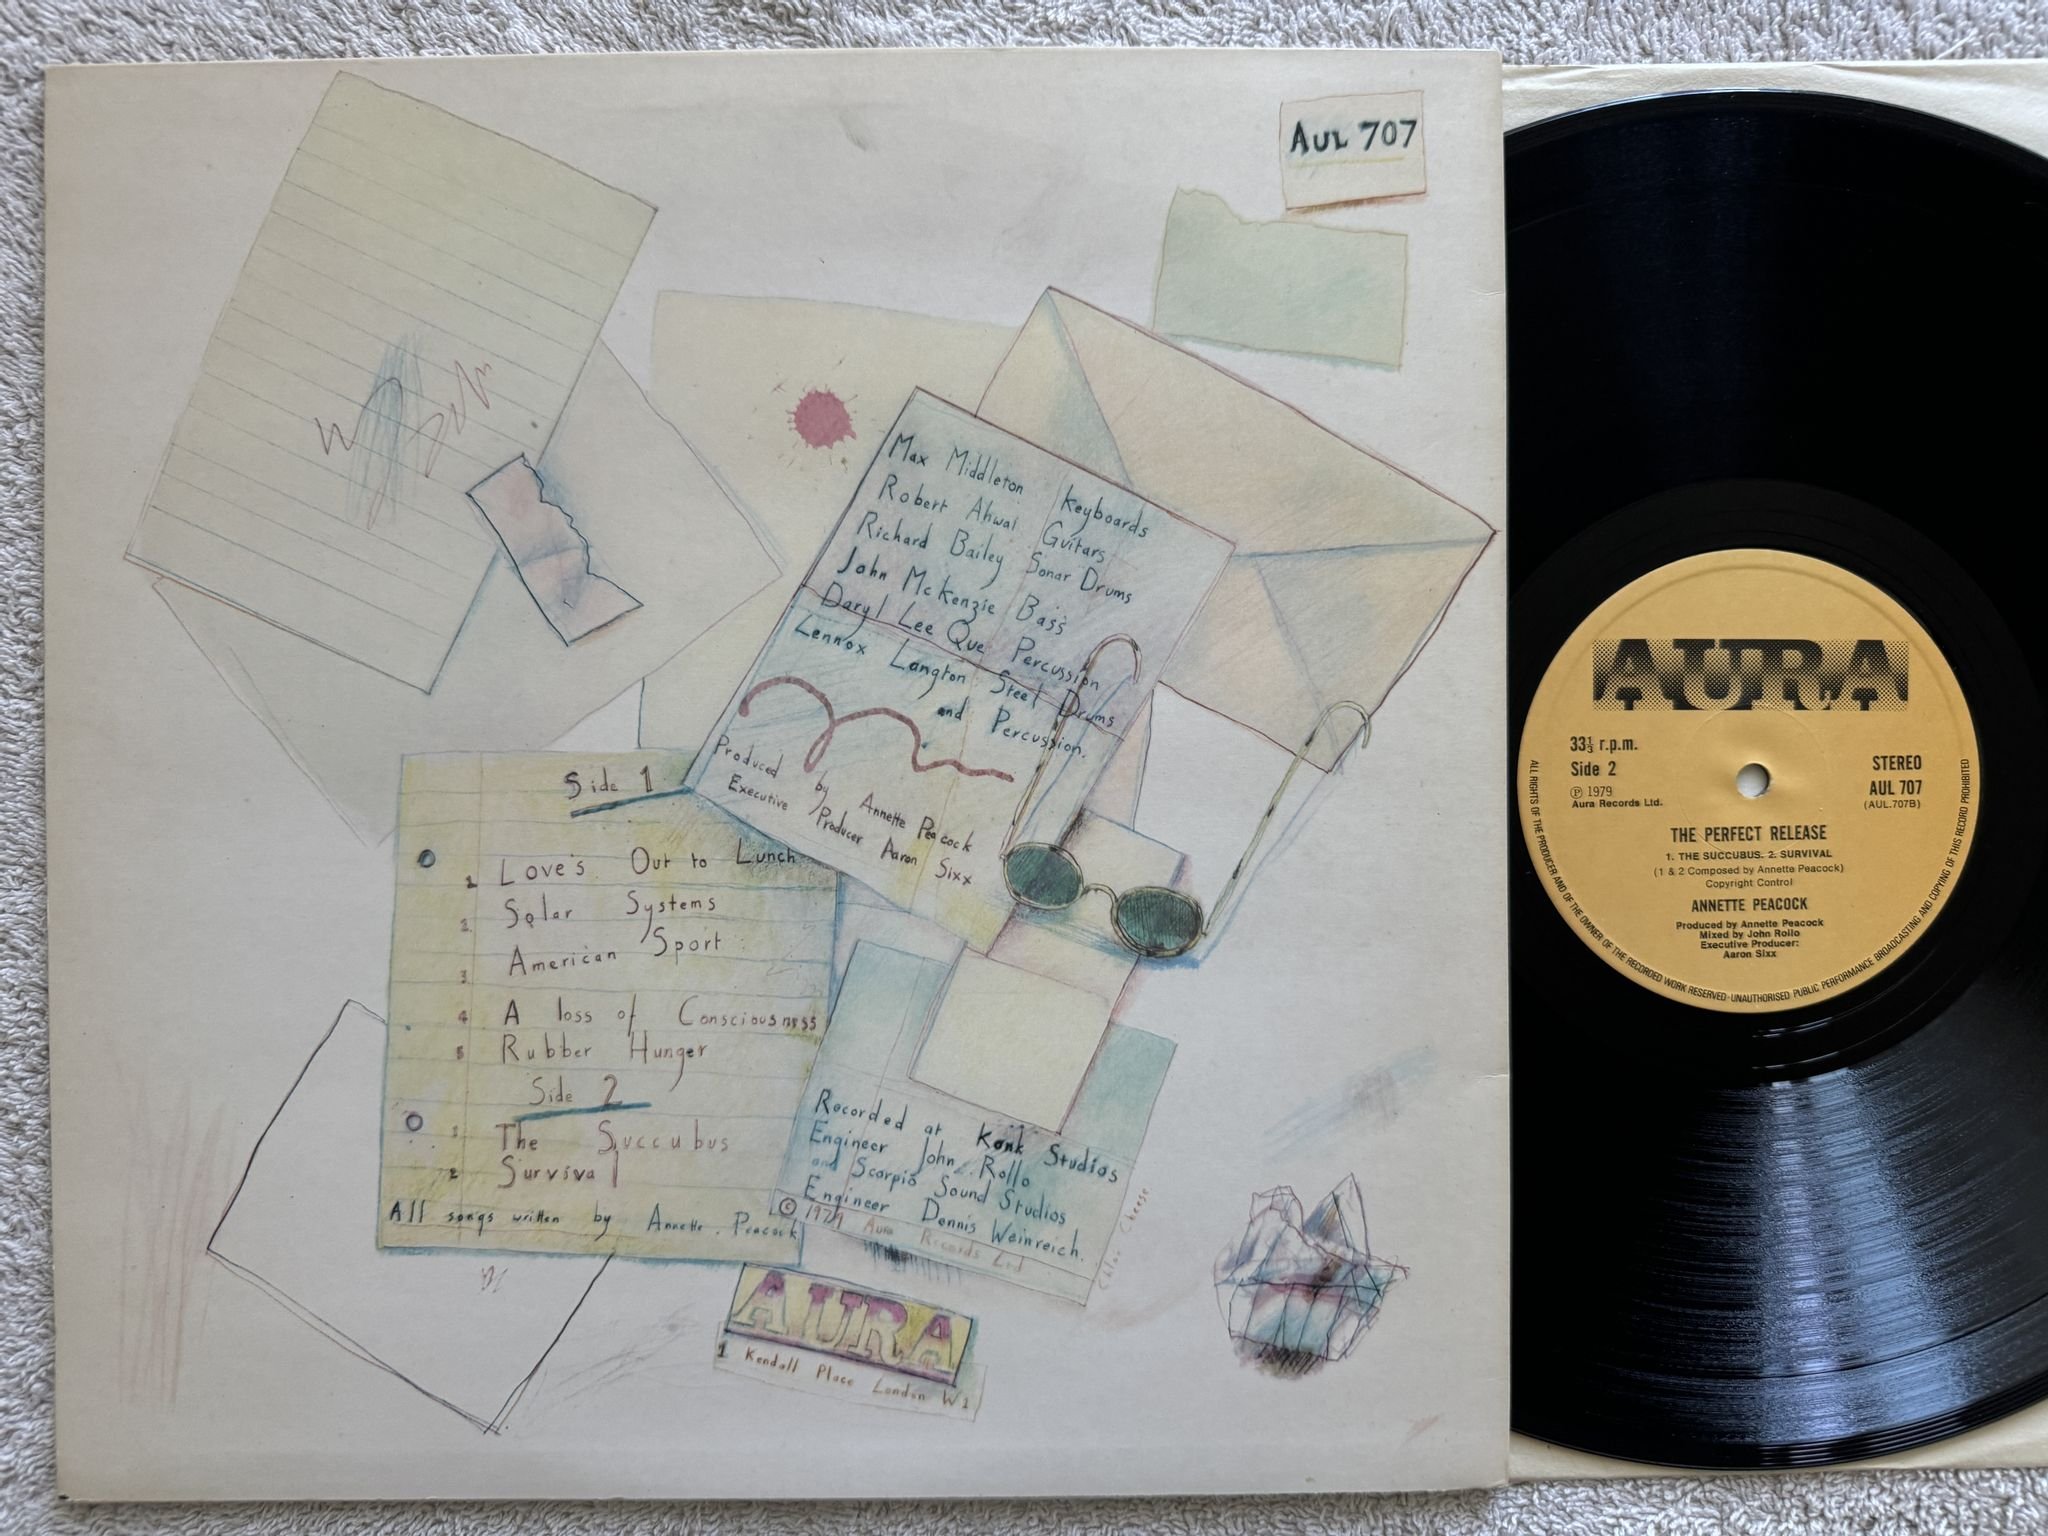 AUL 707
Max Middleton Keyboards
Robert Ahwai Guitars
Richard Bailey Sonar Drums
John McKenzie Bass
Daryl Lee Que Percussion
Lennox Langton Steel Drums
and Percussion.
Produced by Annette Peacock
Executive Producer Aaron Sixx
Side 1
1 Love's Out to Lunch
2. Solar Systems
3 American Sport
4 A loss of Consciousness
5 Rubber Hunger
Side 2
1 The Succubus
2 Survival
All songs written by Annette Peacock
Recorded at Konk Studios
Engineer John Rollo
and Scorpio Sound Studios
Engineer Dennis Weinreich.
© 1979 Aura Records Ltd
Chloe Cheese
AURA
1 Kendall Place London W1
AURA
33⅓ r.p.m.
Side 2
℗ 1979
Aura Records Ltd.
STEREO
AUL 707
(AUL.707B)
THE PERFECT RELEASE
1. THE SUCCUBUS. 2. SURVIVAL
(1 & 2 Composed by Annette Peacock)
Copyright Control
ANNETTE PEACOCK
Produced by Annette Peacock
Mixed by John Rollo
Executive Producer:
Aaron Sixx
ALL RIGHTS OF THE PRODUCER AND OF THE OWNER OF THE RECORDED WORK RESERVED·UNAUTHORISED PUBLIC PERFORMANCE BROADCASTING AND COPYING OF THIS RECORD PROHIBITED